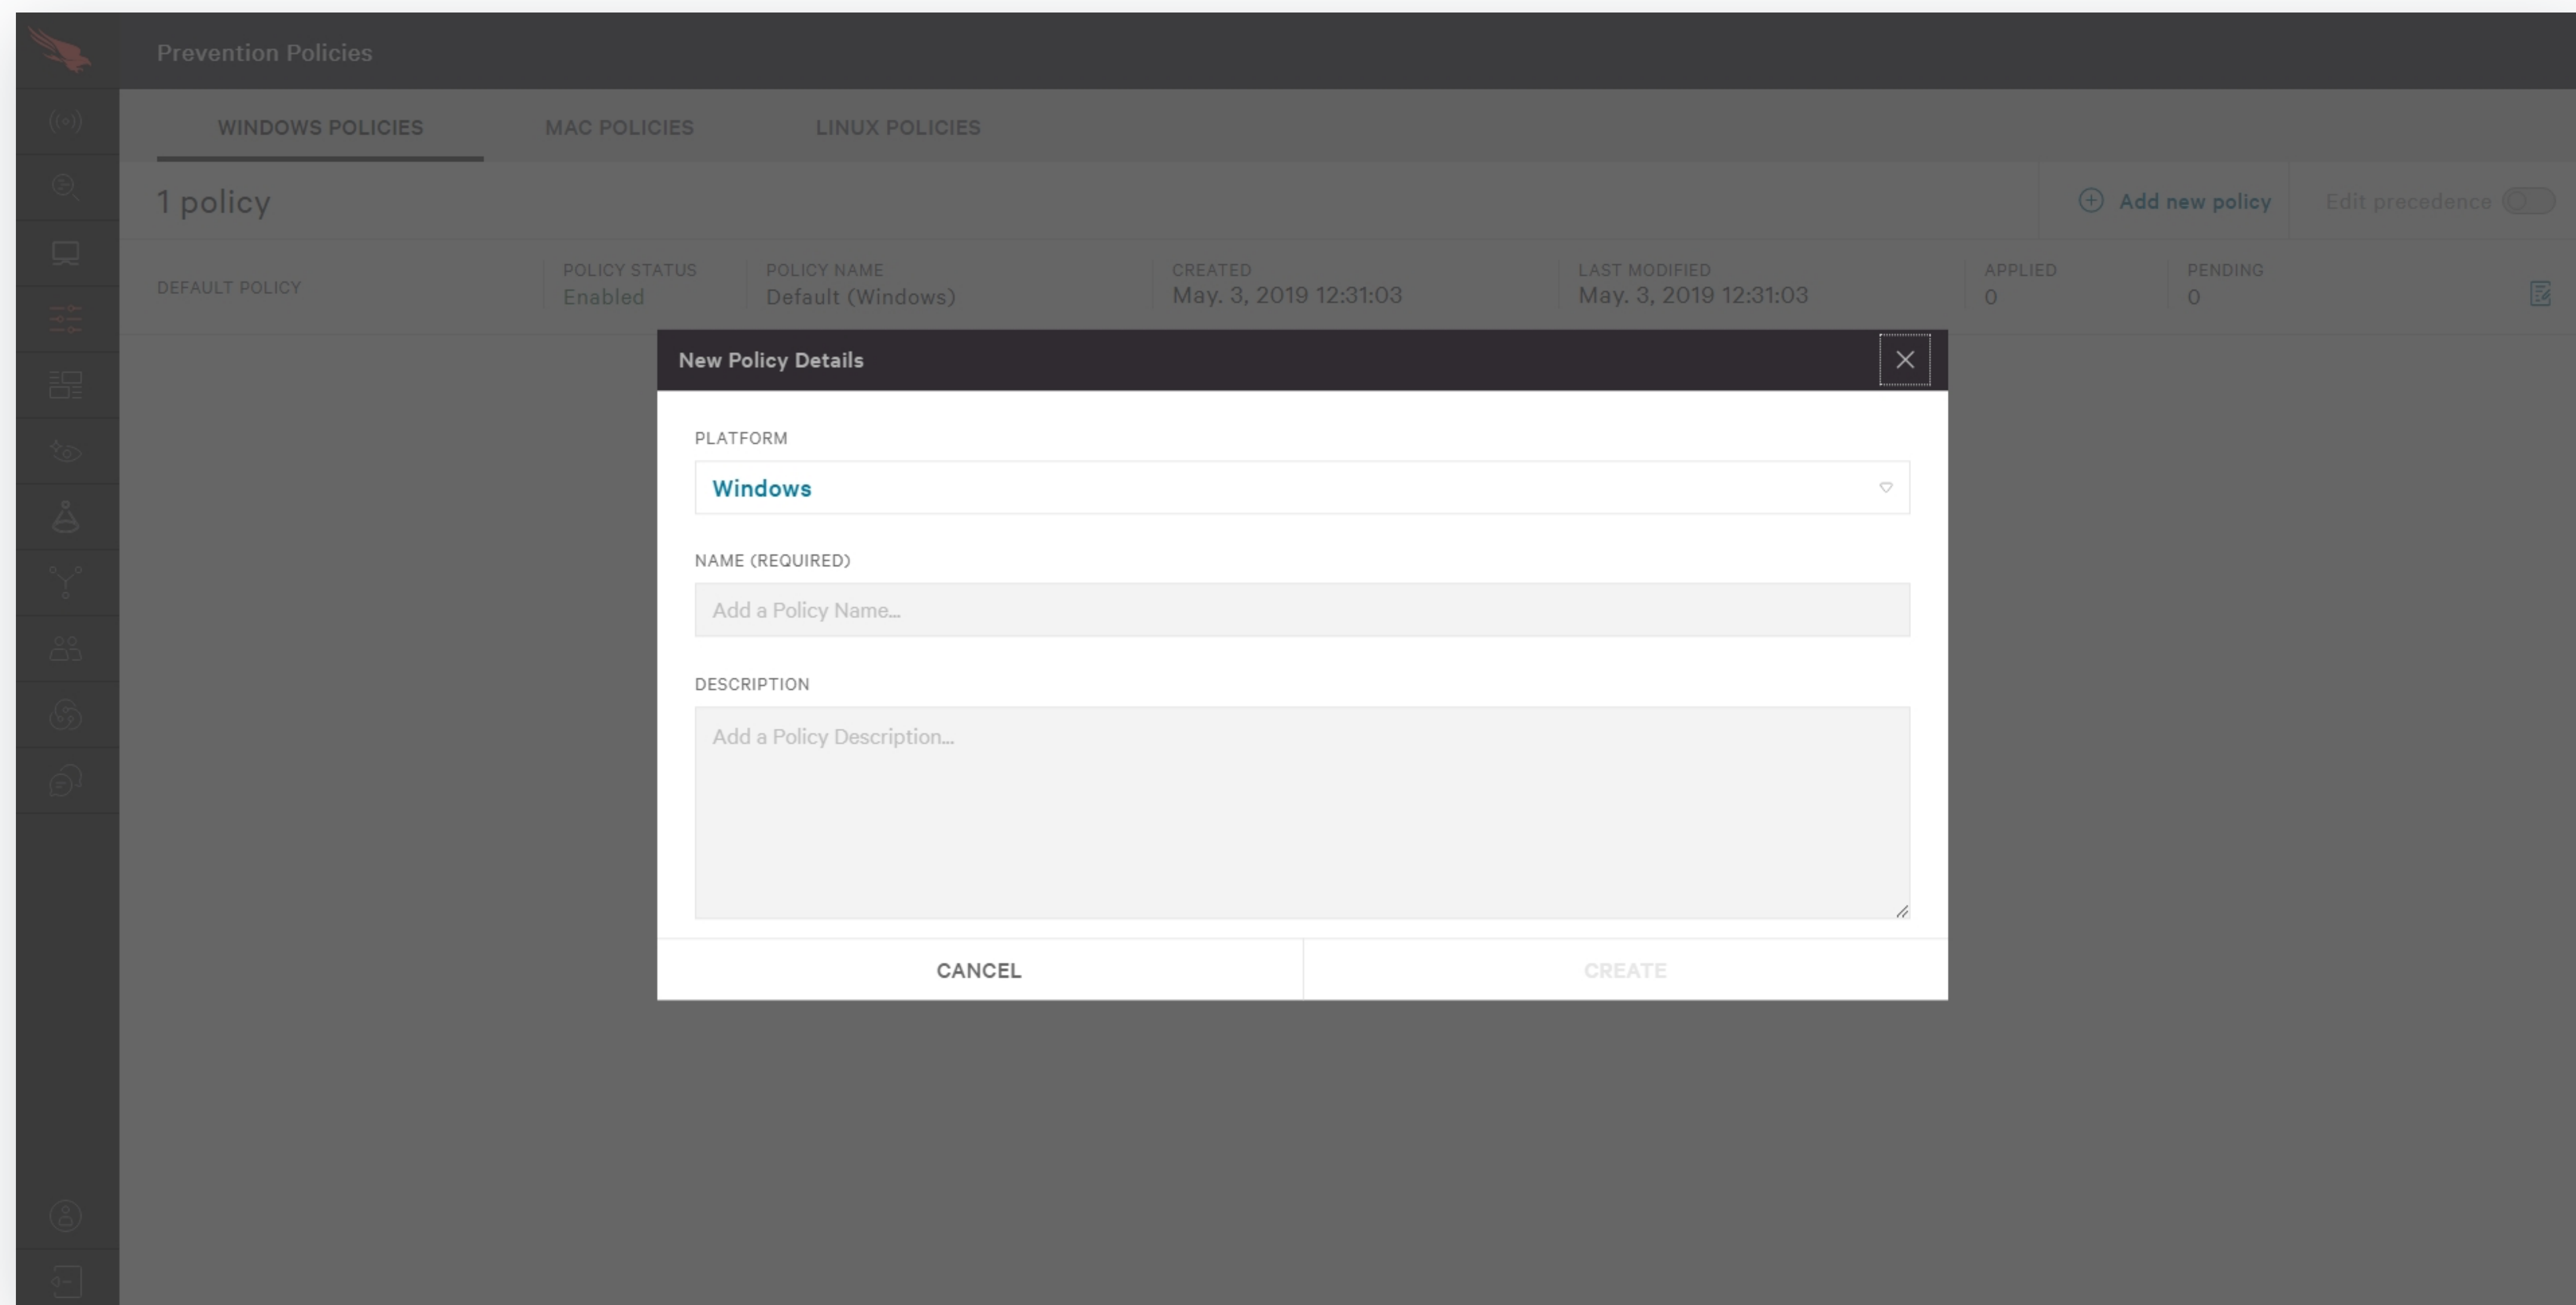 Prevention Policies
WINDOWS POLICIES MAC POLICIES LINUX POLICIES
1 policy Add new policy Edit precedence
DEFAULT POLICY
POLICY STATUS POLICY NAME CREATED LAST MODIFIED APPLIED PENDING
Enabled Default (Windows) May. 3, 2019 12:31:03 May. 3, 2019 12:31:03 0 0
New Policy Details
PLATFORM
Windows
NAME (REQUIRED)
Add a Policy Name...
DESCRIPTION
Add a Policy Description...
CANCEL CREATE